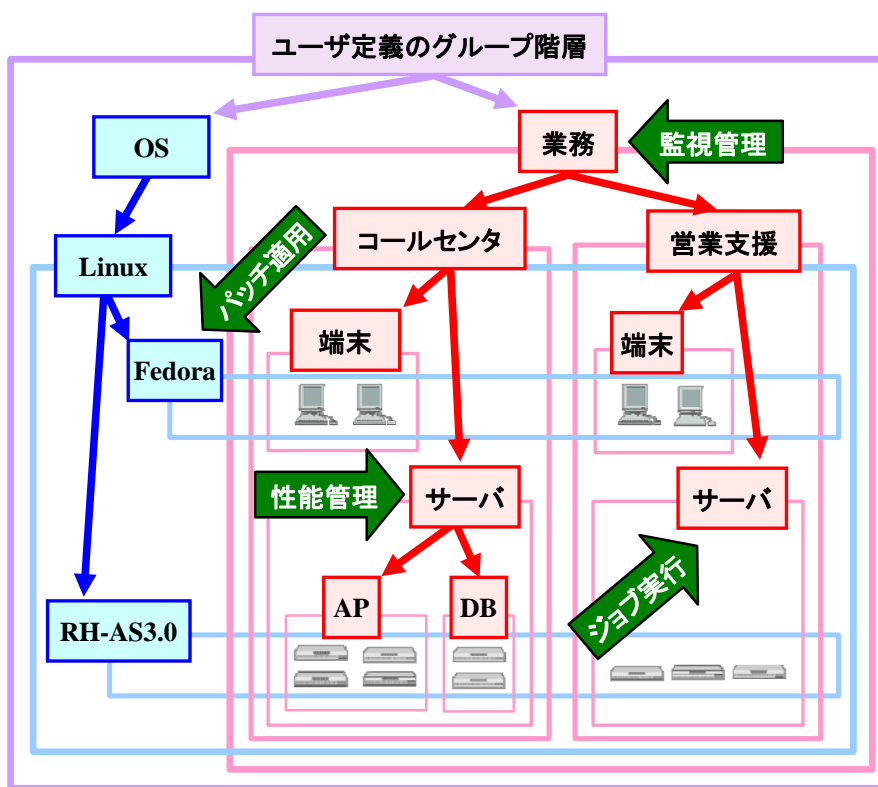 ユーザ定義のグループ階層
OS
業務
監視管理
Linux
パッチ適用
コールセンタ
営業支援
Fedora
端末
端末
性能管理
サーバ
サーバ
AP
DB
ジョブ実行
RH-AS3.0